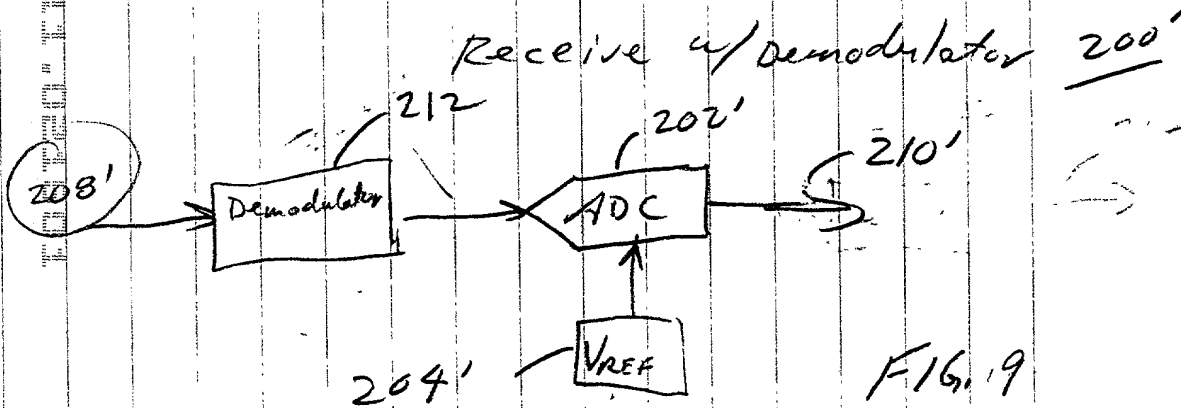 Receive w/ Demodulator 200'
212
202'
210'
208'
Demodulator
ADC
204'
VREF
FIG. 9